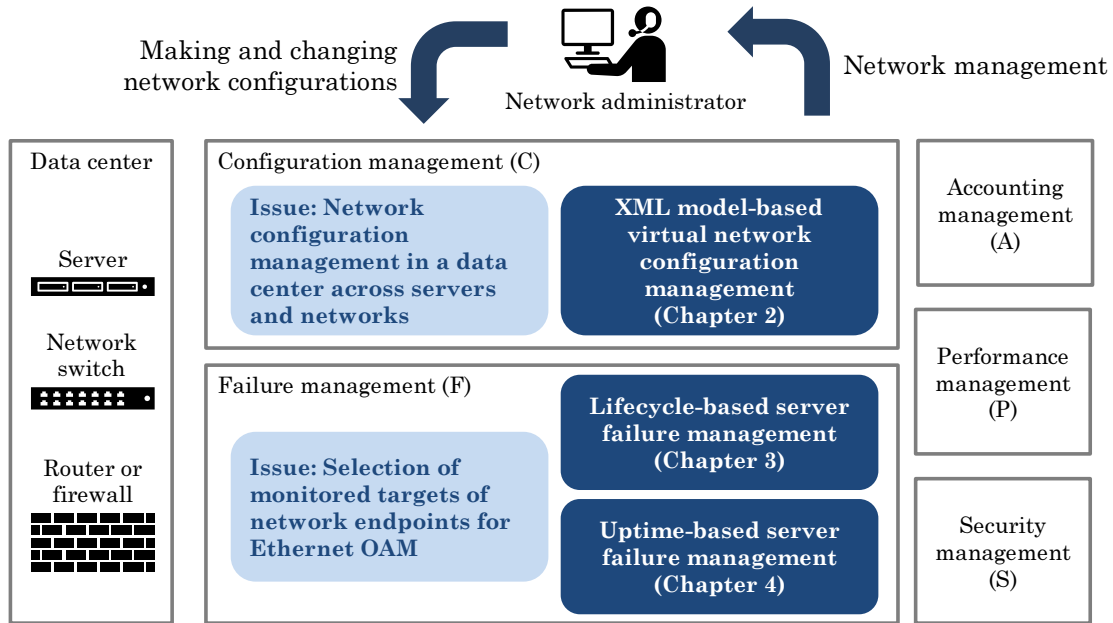 Making and changing
network configurations
Network administrator
Network management
Data center
Server
Network
switch
Router or
firewall
Configuration management (C)
Issue: Network
configuration
management in a data
center across servers
and networks
XML model-based
virtual network
configuration
management
(Chapter 2)
Failure management (F)
Issue: Selection of
monitored targets of
network endpoints for
Ethernet OAM
Lifecycle-based server
failure management
(Chapter 3)
Uptime-based server
failure management
(Chapter 4)
Accounting
management
(A)
Performance
management
(P)
Security
management
(S)